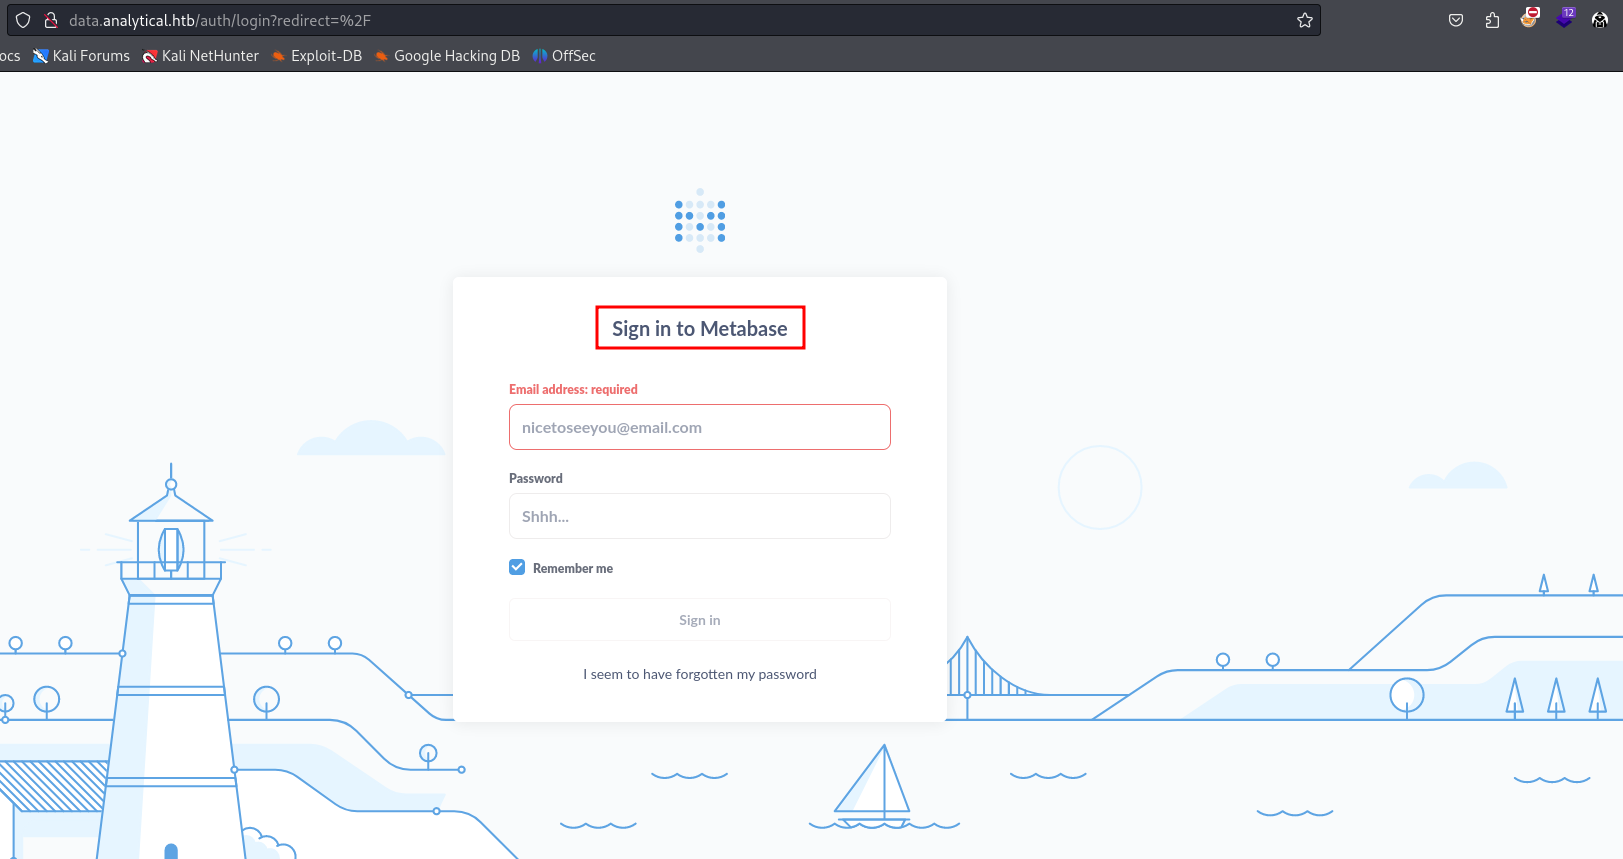 data.analytical.htb/auth/login?redirect=%2F
12
ocs Kali Forums Kali NetHunter Exploit-DB Google Hacking DB OffSec
Sign in to Metabase
Email address: required
nicetoseeyou@email.com
Password
Shhh...
Remember me
Sign in
I seem to have forgotten my password